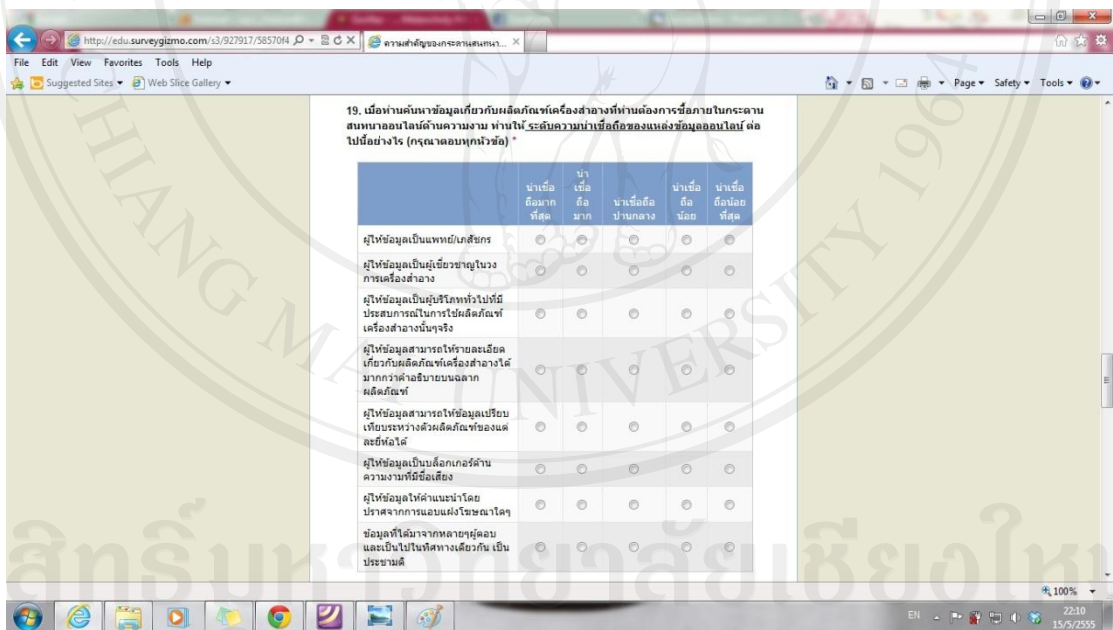 http://edu.surveygizmo.com/s3/927917/58570f4
ความสำคัญของกระดานสนทนา...
File Edit View Favorites Tools Help
Suggested Sites Web Slice Gallery
Page Safety Tools
19. เมื่อท่านค้นหาข้อมูลเกี่ยวกับผลิตภัณฑ์เครื่องสำอางที่ท่านต้องการซื้อภายในกระดาน
สนทนาออนไลน์ด้านความงาม ท่านให้ ระดับความน่าเชื่อถือของแหล่งข้อมูลออนไลน์ ต่อ
ไปนี้อย่างไร (กรุณาตอบทุกหัวข้อ) *
น่าเชื่อ
ถือมาก
ที่สุด
น่า
เชื่อ
ถือ
มาก
น่าเชื่อถือ
ปานกลาง
น่าเชื่อ
ถือ
น้อย
น่าเชื่อ
ถือน้อย
ที่สุด
ผู้ให้ข้อมูลเป็นแพทย์/เภสัชกร
ผู้ให้ข้อมูลเป็นผู้เชี่ยวชาญในวง
การเครื่องสำอาง
ผู้ให้ข้อมูลเป็นผู้บริโภคทั่วไปที่มี
ประสบการณ์ในการใช้ผลิตภัณฑ์
เครื่องสำอางนั้นๆจริง
ผู้ให้ข้อมูลสามารถให้รายละเอียด
เกี่ยวกับผลิตภัณฑ์เครื่องสำอางได้
มากกว่าคำอธิบายบนฉลาก
ผลิตภัณฑ์
ผู้ให้ข้อมูลสามารถให้ข้อมูลเปรียบ
เทียบระหว่างตัวผลิตภัณฑ์ของแต่
ละยี่ห้อได้
ผู้ให้ข้อมูลเป็นบล็อกเกอร์ด้าน
ความงามที่มีชื่อเสียง
ผู้ให้ข้อมูลให้คำแนะนำโดย
ปราศจากการแอบแฝงโฆษณาใดๆ
ข้อมูลที่ได้มาจากหลายๆผู้ตอบ
และเป็นไปในทิศทางเดียวกัน เป็น
ประชามติ
CHIANG MAI UNIVERSITY 1964
100%
EN
22:10
15/5/2555